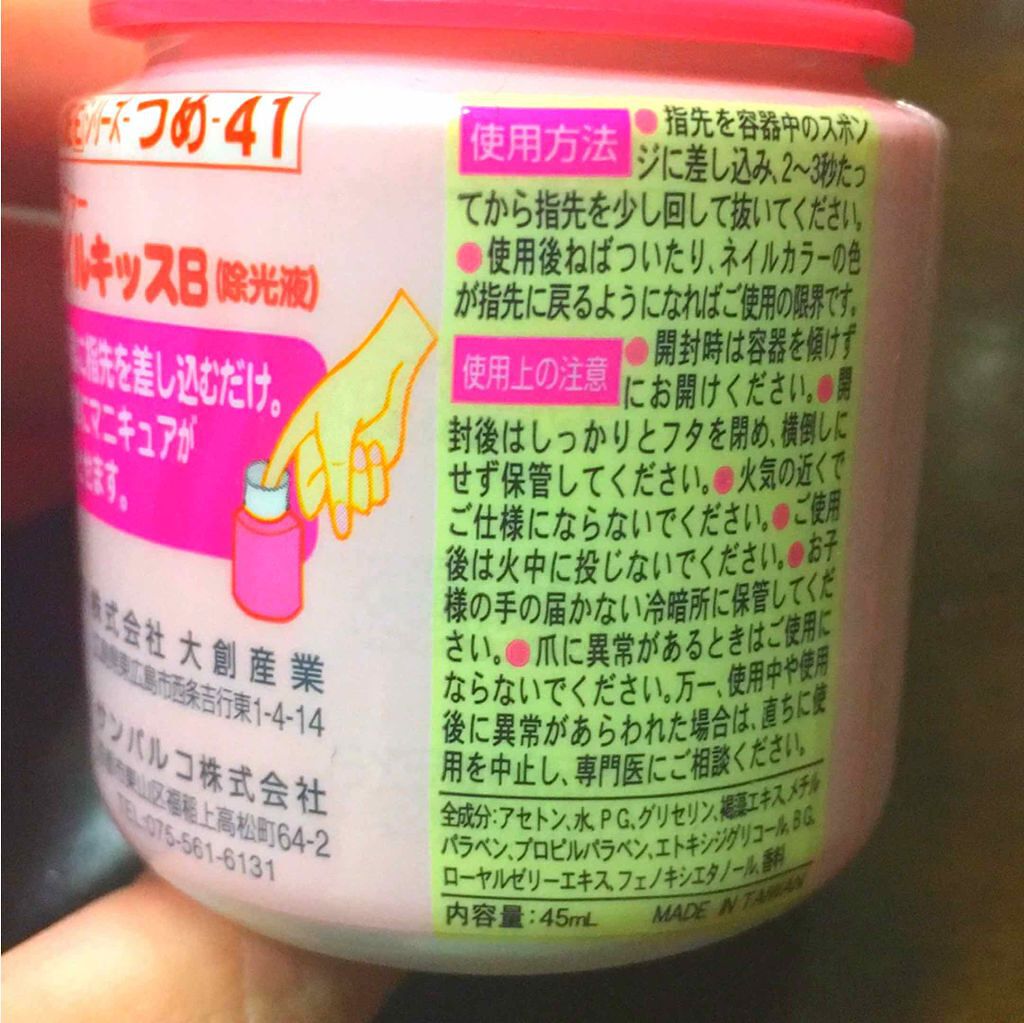 シリーズ-つめ-41
ルキッスB(除光液)
に指先を差し込むだけ。
マニキュアが
ます。
株式会社 大創産業
東広島市西条吉行東1-4-14
サンパルコ株式会社
東山区福稲上高松町64-2
TEL:075-561-6131
使用方法 ●指先を容器中のスポン
ジに差し込み、2〜3秒たっ
てから指先を少し回して抜いてください。
●使用後ねばついたり、ネイルカラーの色
が指先に戻るようになればご使用の限界です。
使用上の注意 ●開封時は容器を傾けず
にお開けください。●開
封後はしっかりとフタを閉め、横倒しに
せず保管してください。●火気の近くで
ご仕様にならないでください。●ご使用
後は火中に投じないでください。●お子
様の手の届かない冷暗所に保管してくだ
さい。●爪に異常があるときはご使用に
ならないでください。万一、使用中や使用
後に異常があらわれた場合は、直ちに使
用を中止し、専門医にご相談ください。
全成分:アセトン、水、PG、グリセリン、褐藻エキス、メチル
パラベン、プロピルパラベン、エトキシジグリコール、BG、
ローヤルゼリーエキス、フェノキシエタノール、香料
内容量:45mL MADE IN TAIWAN